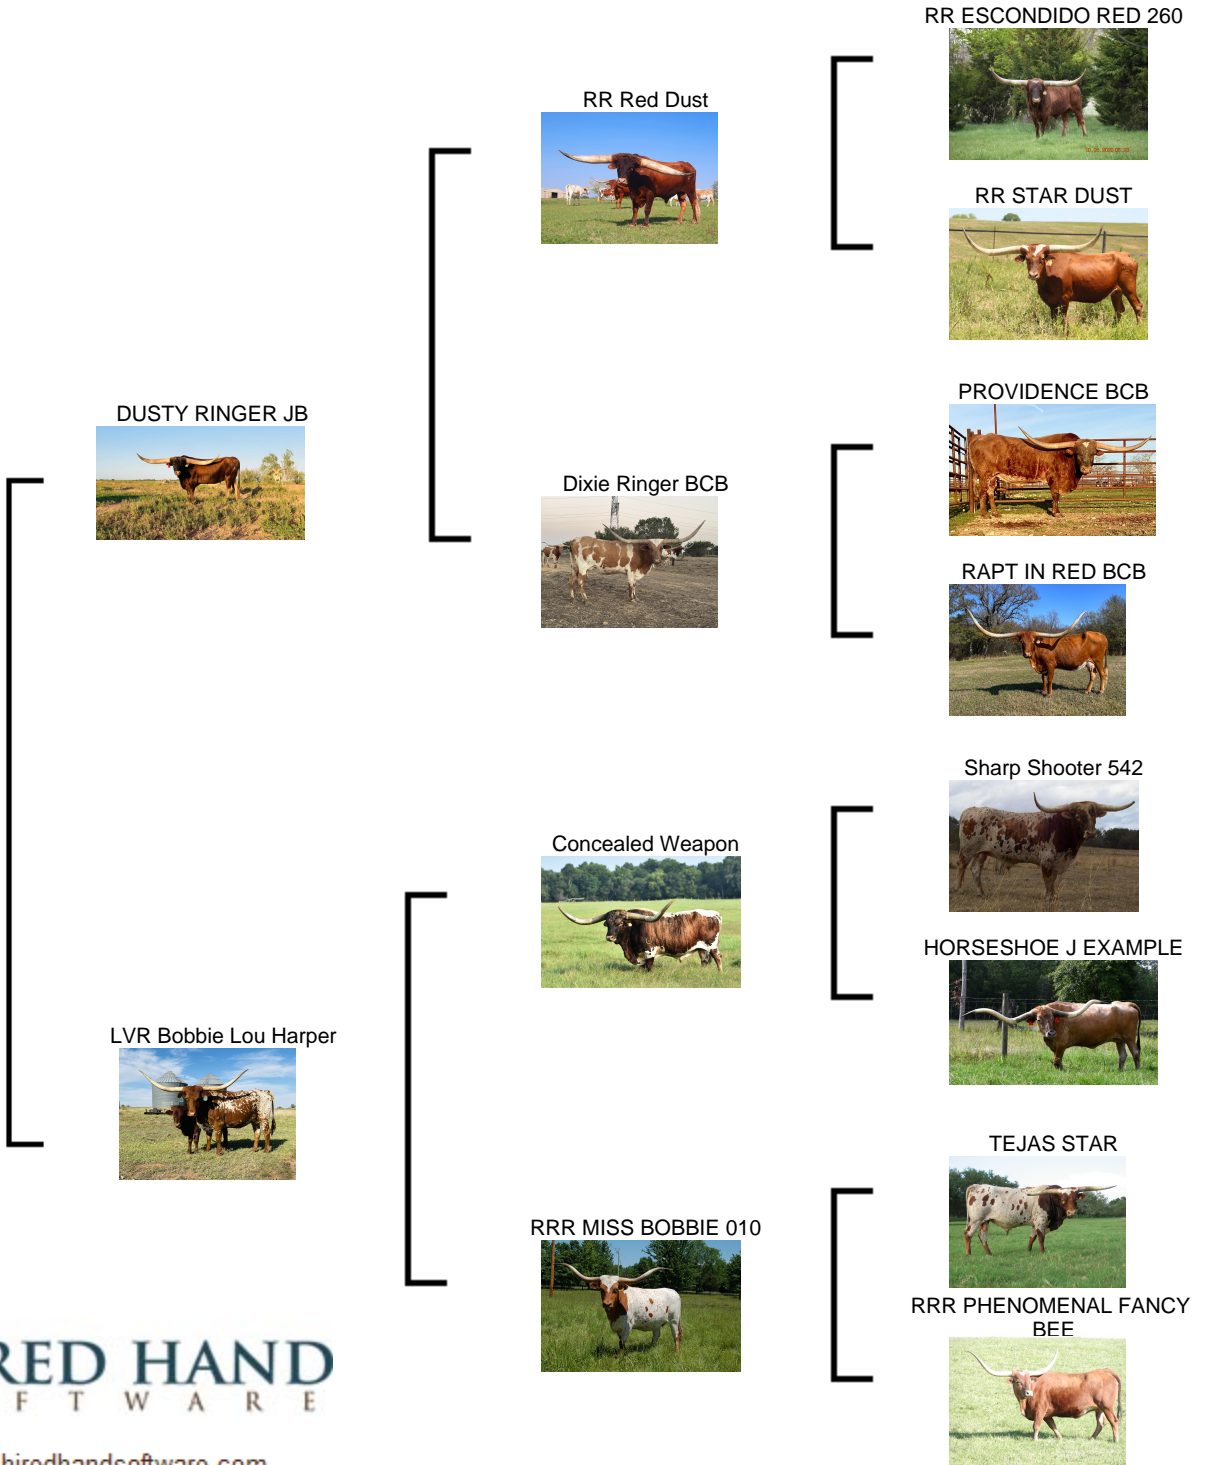 RR ESCONDIDO RED 260
RR Red Dust
RR STAR DUST
DUSTY RINGER JB
PROVIDENCE BCB
Dixie Ringer BCB
RAPT IN RED BCB
Sharp Shooter 542
Concealed Weapon
HORSESHOE J EXAMPLE
LVR Bobbie Lou Harper
TEJAS STAR
RRR MISS BOBBIE 010
RRR PHENOMENAL FANCY
BEE
RED HAND
F T W A R E
hiredhandsoftware.com